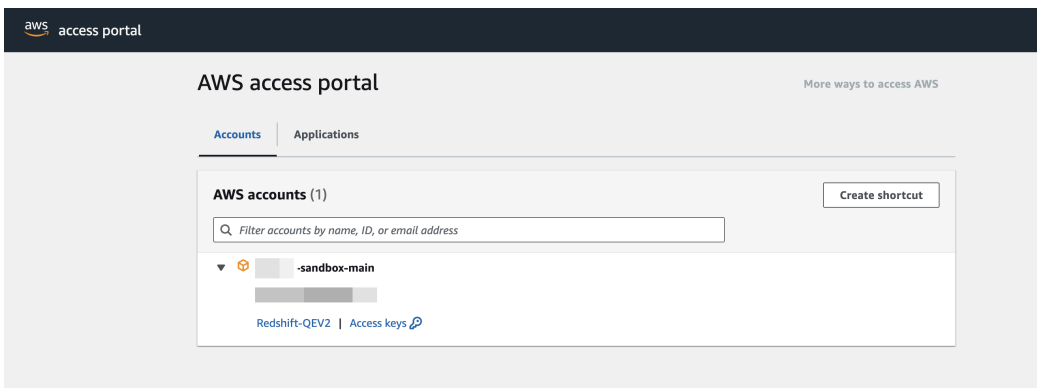 aws access portal
AWS access portal
More ways to access AWS
Accounts
Applications
AWS accounts (1)
Create shortcut
Filter accounts by name, ID, or email address
-sandbox-main
Redshift-QEV2 | Access keys